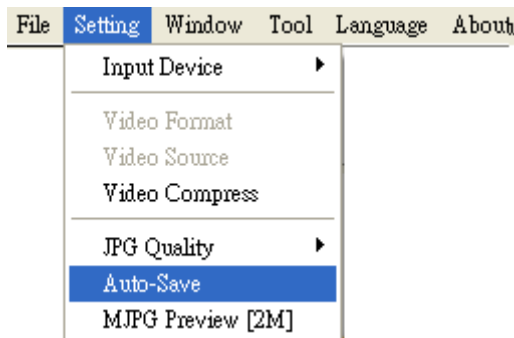 File Setting Window Tool Language About
Input Device
Video Format
Video Source
Video Compress
JPG Quality
Auto-Save
MJPG Preview [2M]